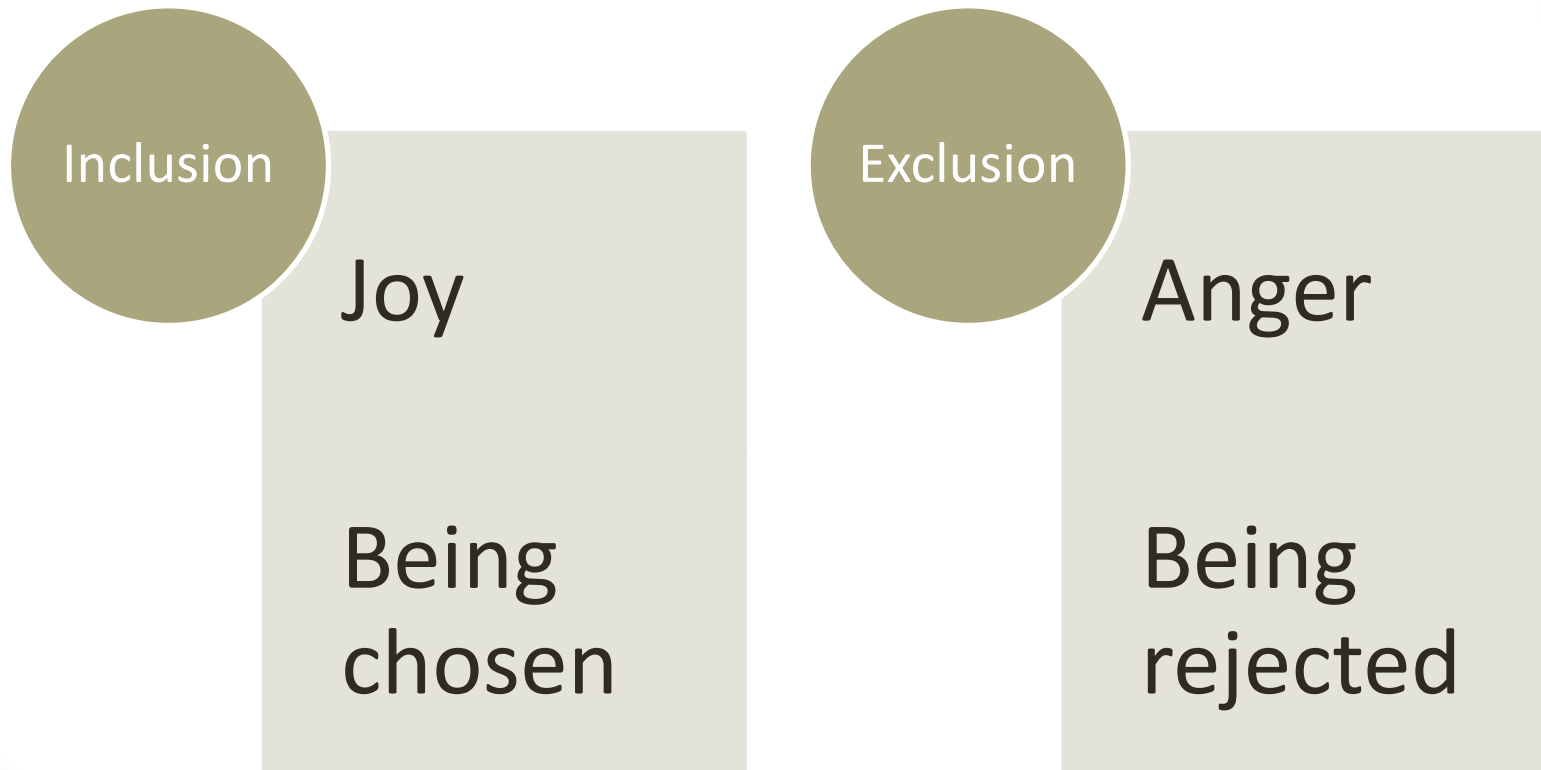 Inclusion
Joy
Being
chosen
Exclusion
Anger
Being
rejected